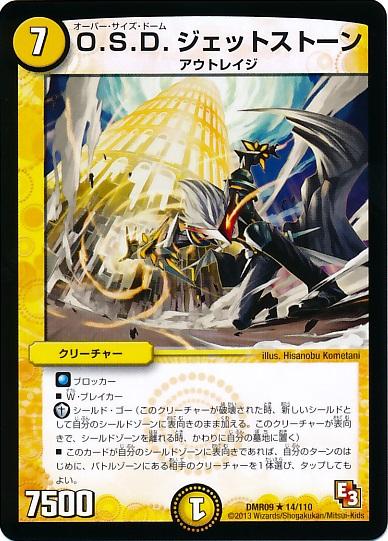 7
オーバー・サイズ・ドーム
O.S.D. ジェットストーン
アウトレイジ
クリーチャー
illus. Hisanobu Kometani
ブロッカー
■ W・ブレイカー
シールド・ゴー(このクリーチャーが破壊された時、新しいシールドと
して自分のシールドゾーンに表向きのまま加える。このクリーチャーが表向
きで、シールドゾーンを離れる時、かわりに自分の墓地に置く)
■ このカードが自分のシールドゾーンに表向きであれば、自分のターンのは
じめに、バトルゾーンにある相手のクリーチャーを1体選び、タップしても
よい。
7500
1
E3
DMR09 ★ 14/110
©2013 Wizards/Shogakukan/Mitsui-Kids